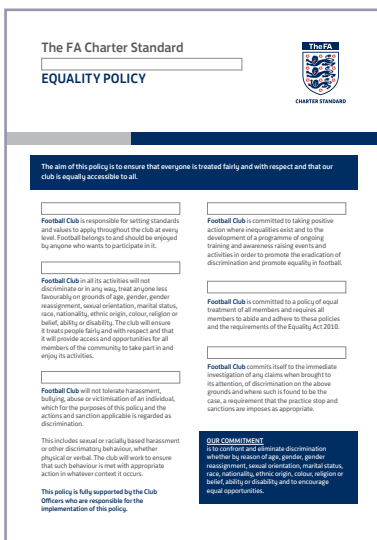 The FA Charter Standard
EQUALITY POLICY
TheFA
CHARTER STANDARD
The aim of this policy is to ensure that everyone is treated fairly and with respect and that our
club is equally accessible to all.
Football Club is responsible for setting standards
and values to apply throughout the club at every
level. Football belongs to and should be enjoyed
by anyone who wants to participate in it.
Football Club in all its activities will not
discriminate or in any way, treat anyone less
favourably on grounds of age, gender, gender
reassignment, sexual orientation, marital status,
race, nationality, ethnic origin, colour, religion or
belief, ability or disability. The club will ensure
it treats people fairly and with respect and that
it will provide access and opportunities for all
members of the community to take part in and
enjoy its activities.
Football Club will not tolerate harassment,
bullying, abuse or victimisation of an individual,
which for the purposes of this policy and the
actions and sanction applicable is regarded as
discrimination.
This includes sexual or racially based harassment
or other discrimatory behaviour, whether
physical or verbal. The club will work to ensure
that such behaviour is met with appropriate
action in whatever context it occurs.
This policy is fully supported by the Club
Officers who are responsible for the
implementation of this policy.
Football Club is committed to taking positive
action where inequalities exist and to the
development of a programme of ongoing
training and awareness raising events and
activities in order to promote the eradication of
discrimination and promote equality in football.
Football Club is committed to a policy of equal
treatment of all members and requires all
members to abide and adhere to these policies
and the requirements of the Equality Act 2010.
Football Club commits itself to the immediate
investigation of any claims when brought to
its attention, of discrimination on the above
grounds and where such is found to be the
case, a requirement that the practice stop and
sanctions are impose as appropriate.
OUR COMMITMENT
is to confront and eliminate discrimination
whether by reason of age, gender, gender
reassignment, sexual orientation, marital status,
race, nationality, ethnic origin, colour, religion or
belief, ability or disability and to encourage
equal opportunities.